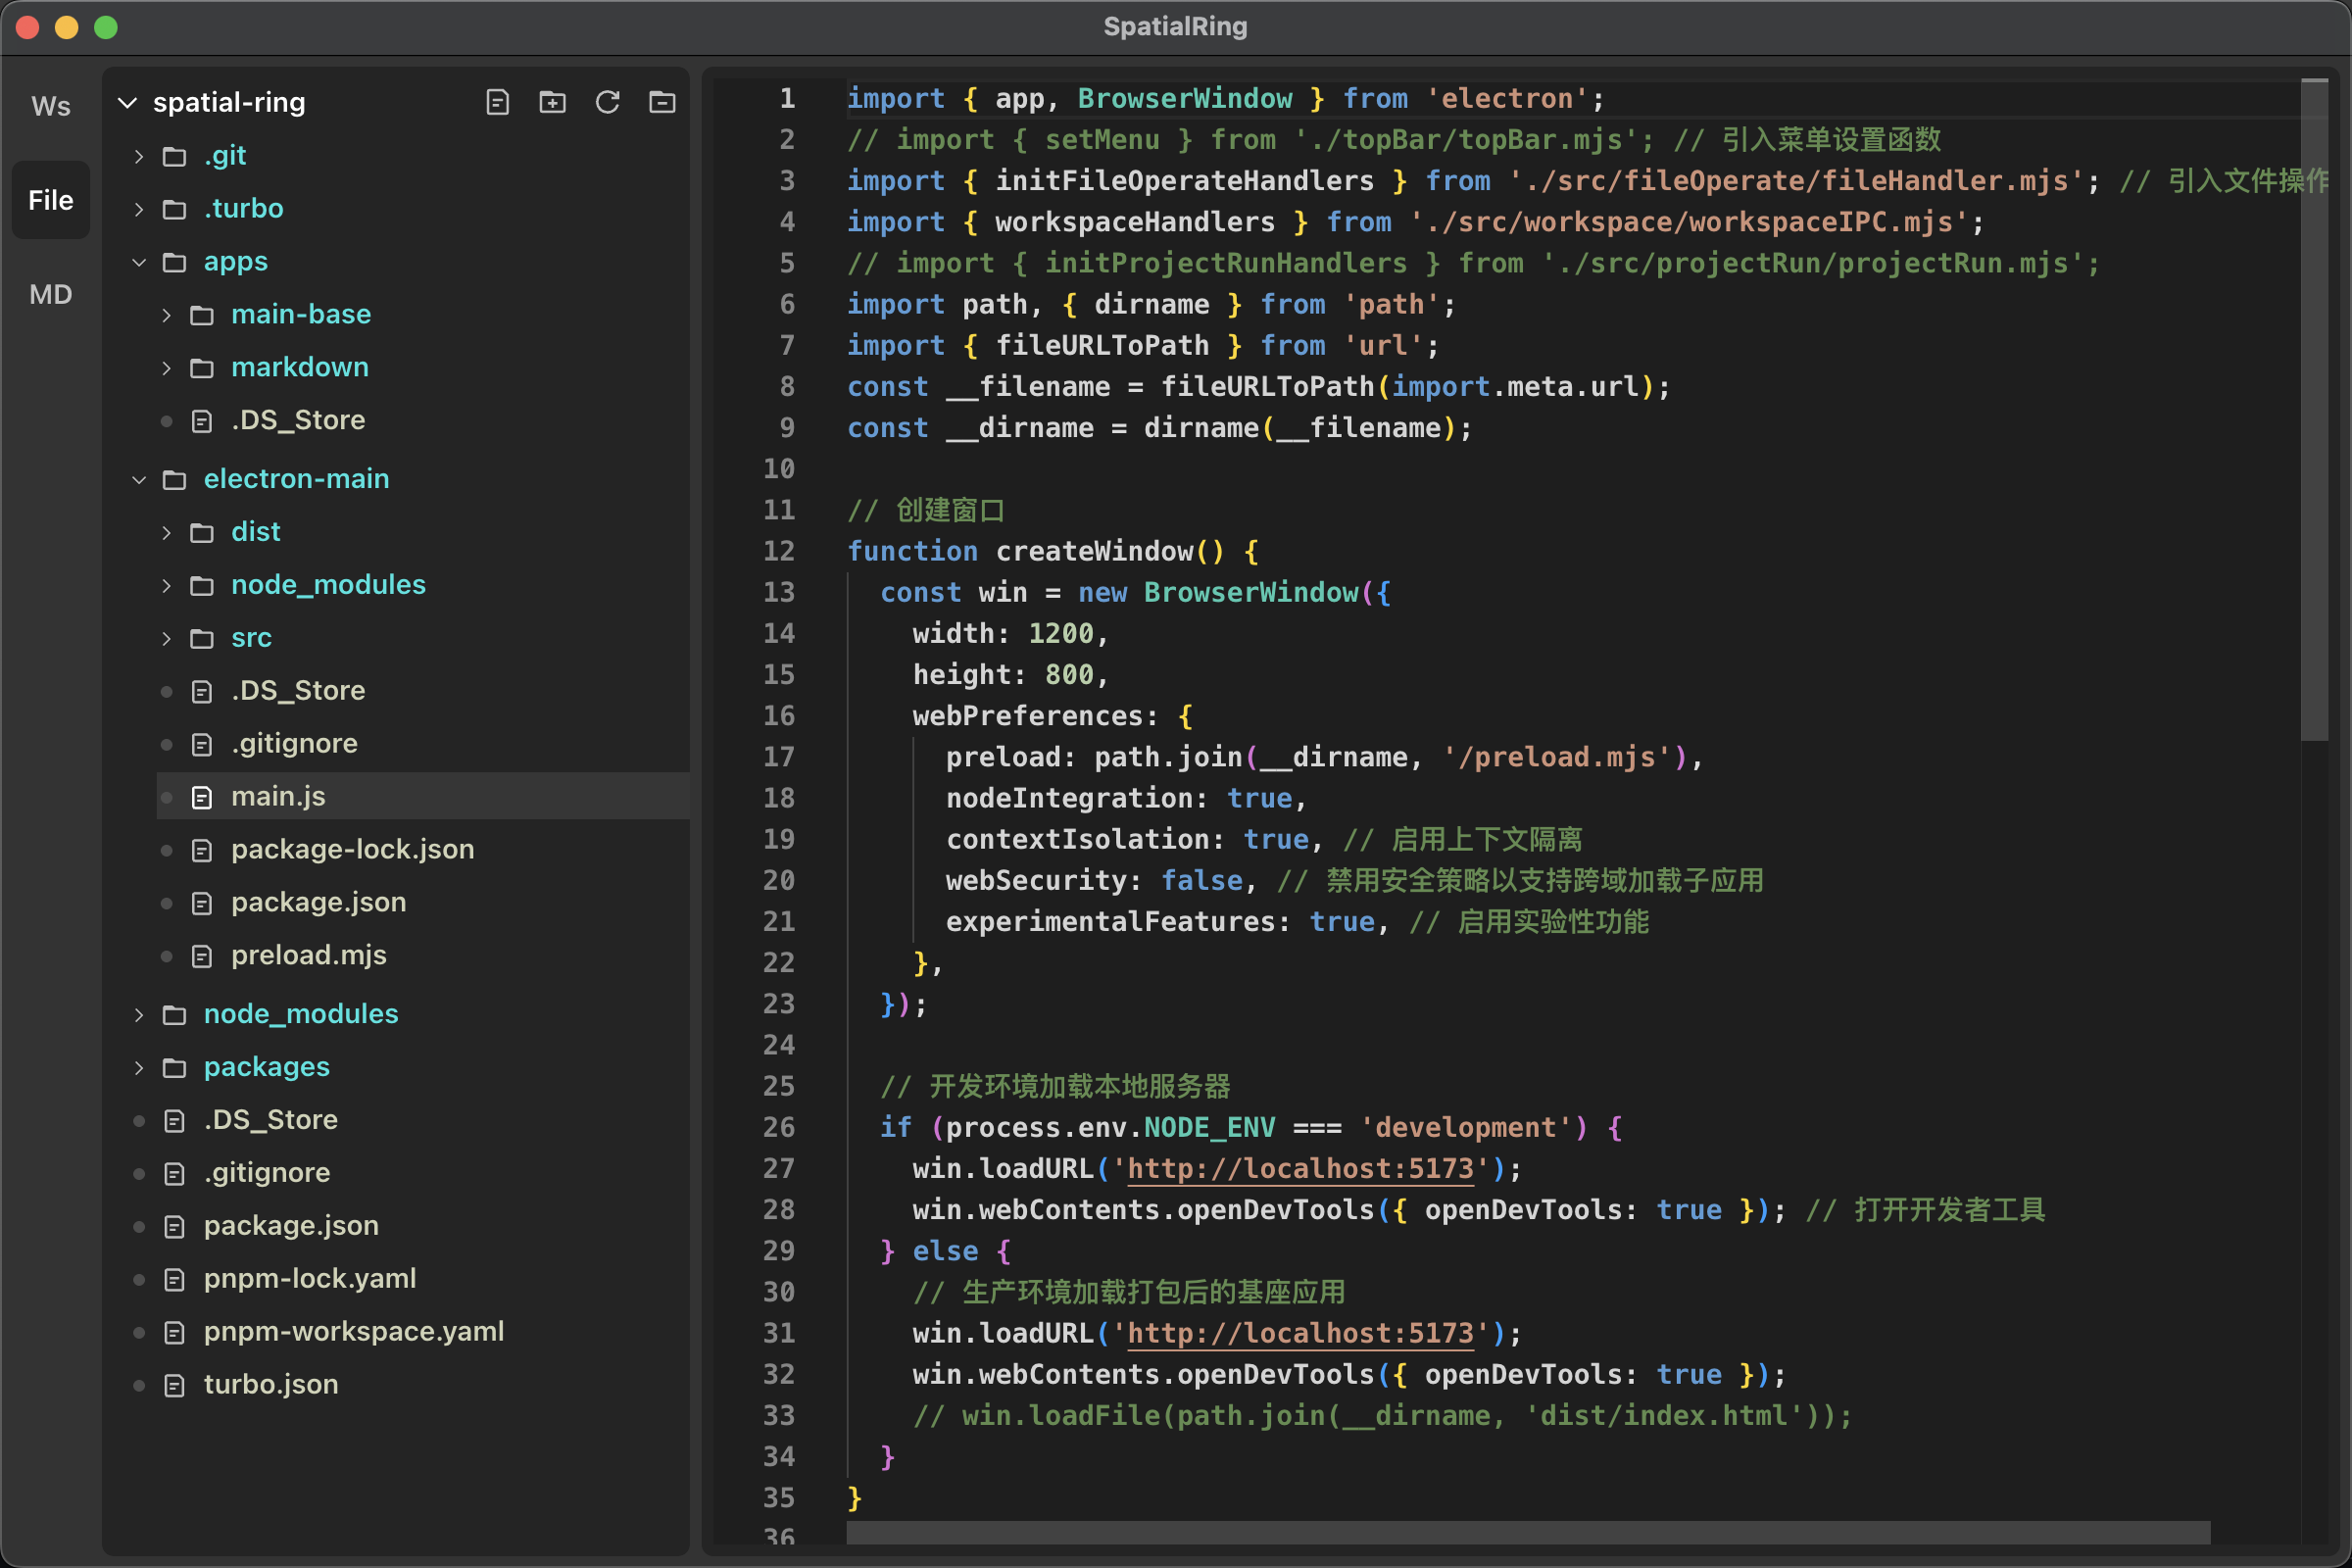 SpatialRing
Ws
File
MD
spatial-ring
.git
.turbo
apps
main-base
markdown
.DS_Store
electron-main
dist
node_modules
src
.DS_Store
.gitignore
main.js
package-lock.json
package.json
preload.mjs
node_modules
packages
.DS_Store
.gitignore
package.json
pnpm-lock.yaml
pnpm-workspace.yaml
turbo.json
1 import { app, BrowserWindow } from 'electron';
2 // import { setMenu } from './topBar/topBar.mjs'; // 引入菜单设置函数
3 import { initFileOperateHandlers } from './src/fileOperate/fileHandler.mjs'; // 引入文件操作
4 import { workspaceHandlers } from './src/workspace/workspaceIPC.mjs';
5 // import { initProjectRunHandlers } from './src/projectRun/projectRun.mjs';
6 import path, { dirname } from 'path';
7 import { fileURLToPath } from 'url';
8 const __filename = fileURLToPath(import.meta.url);
9 const __dirname = dirname(__filename);
10
11 // 创建窗口
12 function createWindow() {
13   const win = new BrowserWindow({
14     width: 1200,
15     height: 800,
16     webPreferences: {
17       preload: path.join(__dirname, '/preload.mjs'),
18       nodeIntegration: true,
19       contextIsolation: true, // 启用上下文隔离
20       webSecurity: false, // 禁用安全策略以支持跨域加载子应用
21       experimentalFeatures: true, // 启用实验性功能
22     },
23   });
24
25   // 开发环境加载本地服务器
26   if (process.env.NODE_ENV === 'development') {
27     win.loadURL('http://localhost:5173');
28     win.webContents.openDevTools({ openDevTools: true }); // 打开开发者工具
29   } else {
30     // 生产环境加载打包后的基座应用
31     win.loadURL('http://localhost:5173');
32     win.webContents.openDevTools({ openDevTools: true });
33     // win.loadFile(path.join(__dirname, 'dist/index.html'));
34   }
35 }
36